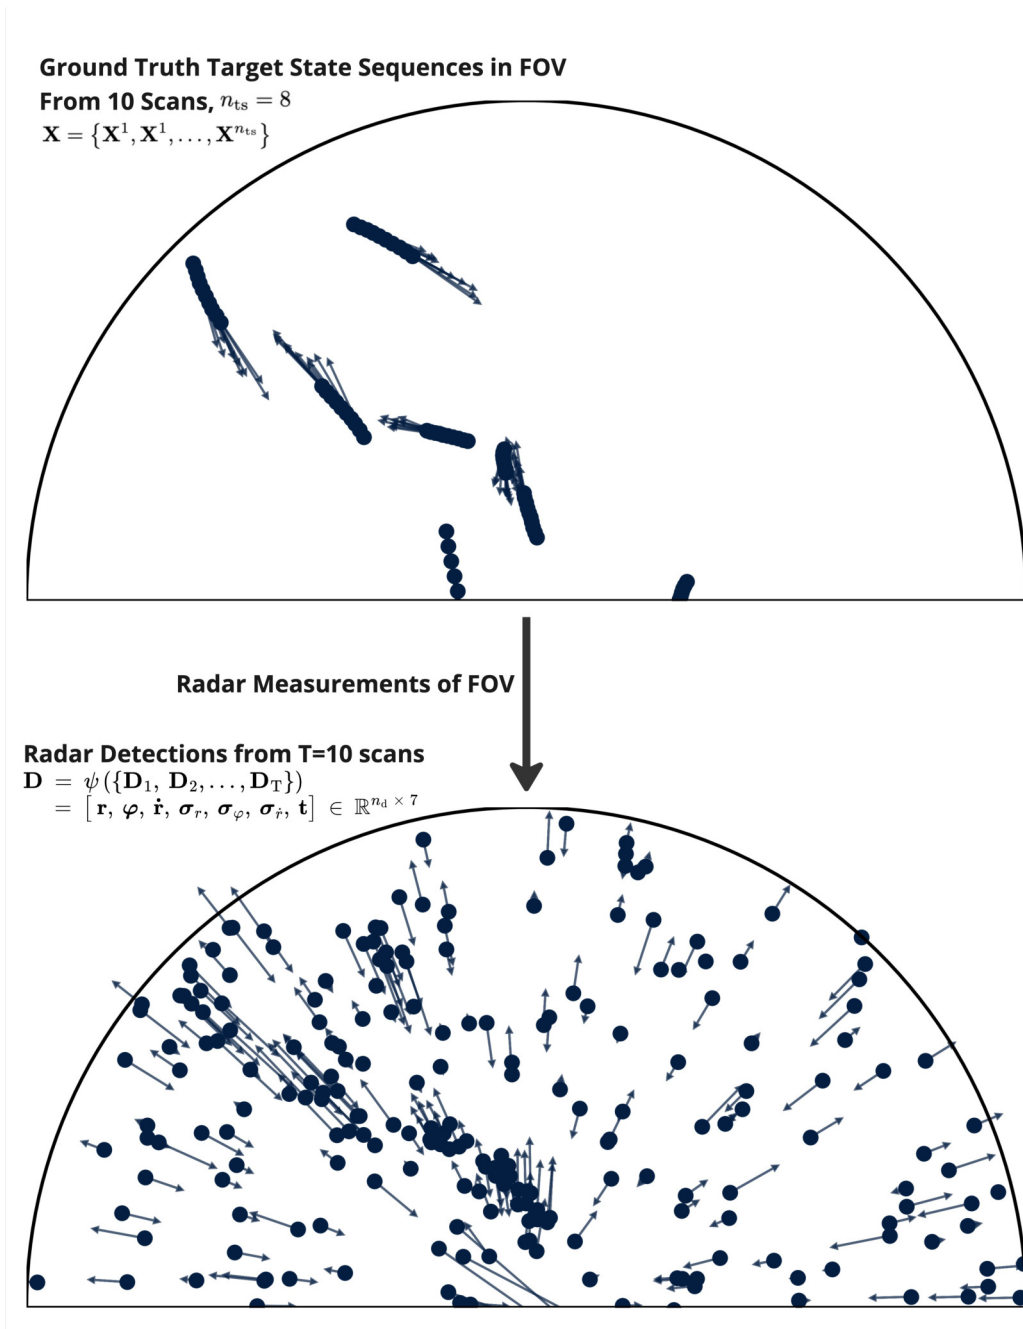 Ground Truth Target State Sequences in FOV
From 10 Scans, n_ts = 8
X = {X^1, X^1, . . . , X^{n_ts}}
Radar Measurements of FOV
Radar Detections from T=10 scans
D = ψ({D_1, D_2, . . . , D_T})
= [r, φ, ṙ, σ_r, σ_φ, σ_ṙ, t] ∈ ℝ^{n_d × 7}